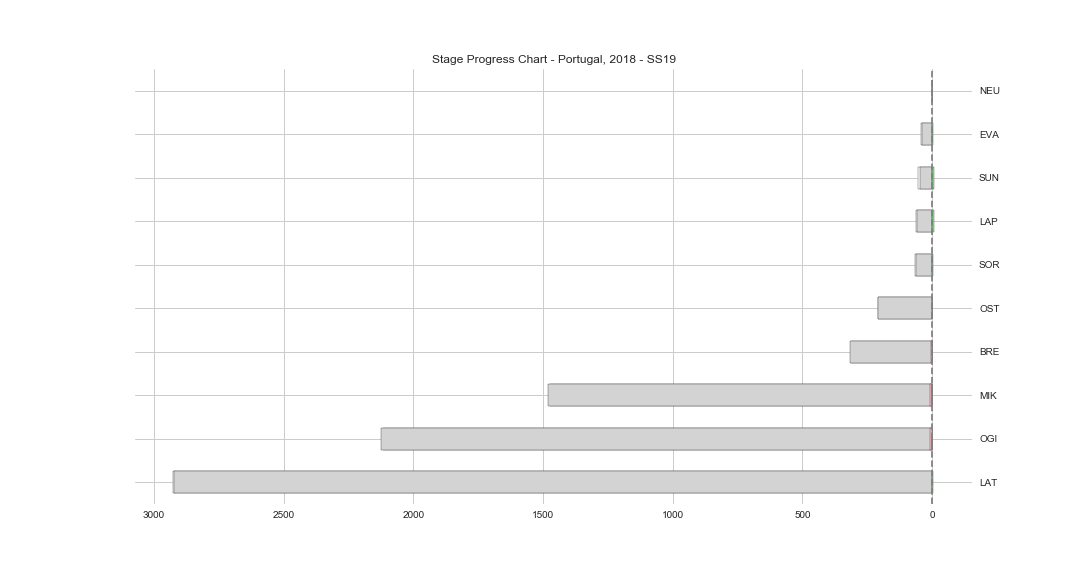 Stage Progress Chart - Portugal, 2018 - SS19
NEU
EVA
SUN
LAP
SOR
OST
BRE
MIK
OGI
LAT
3000 2500 2000 1500 1000 500 0